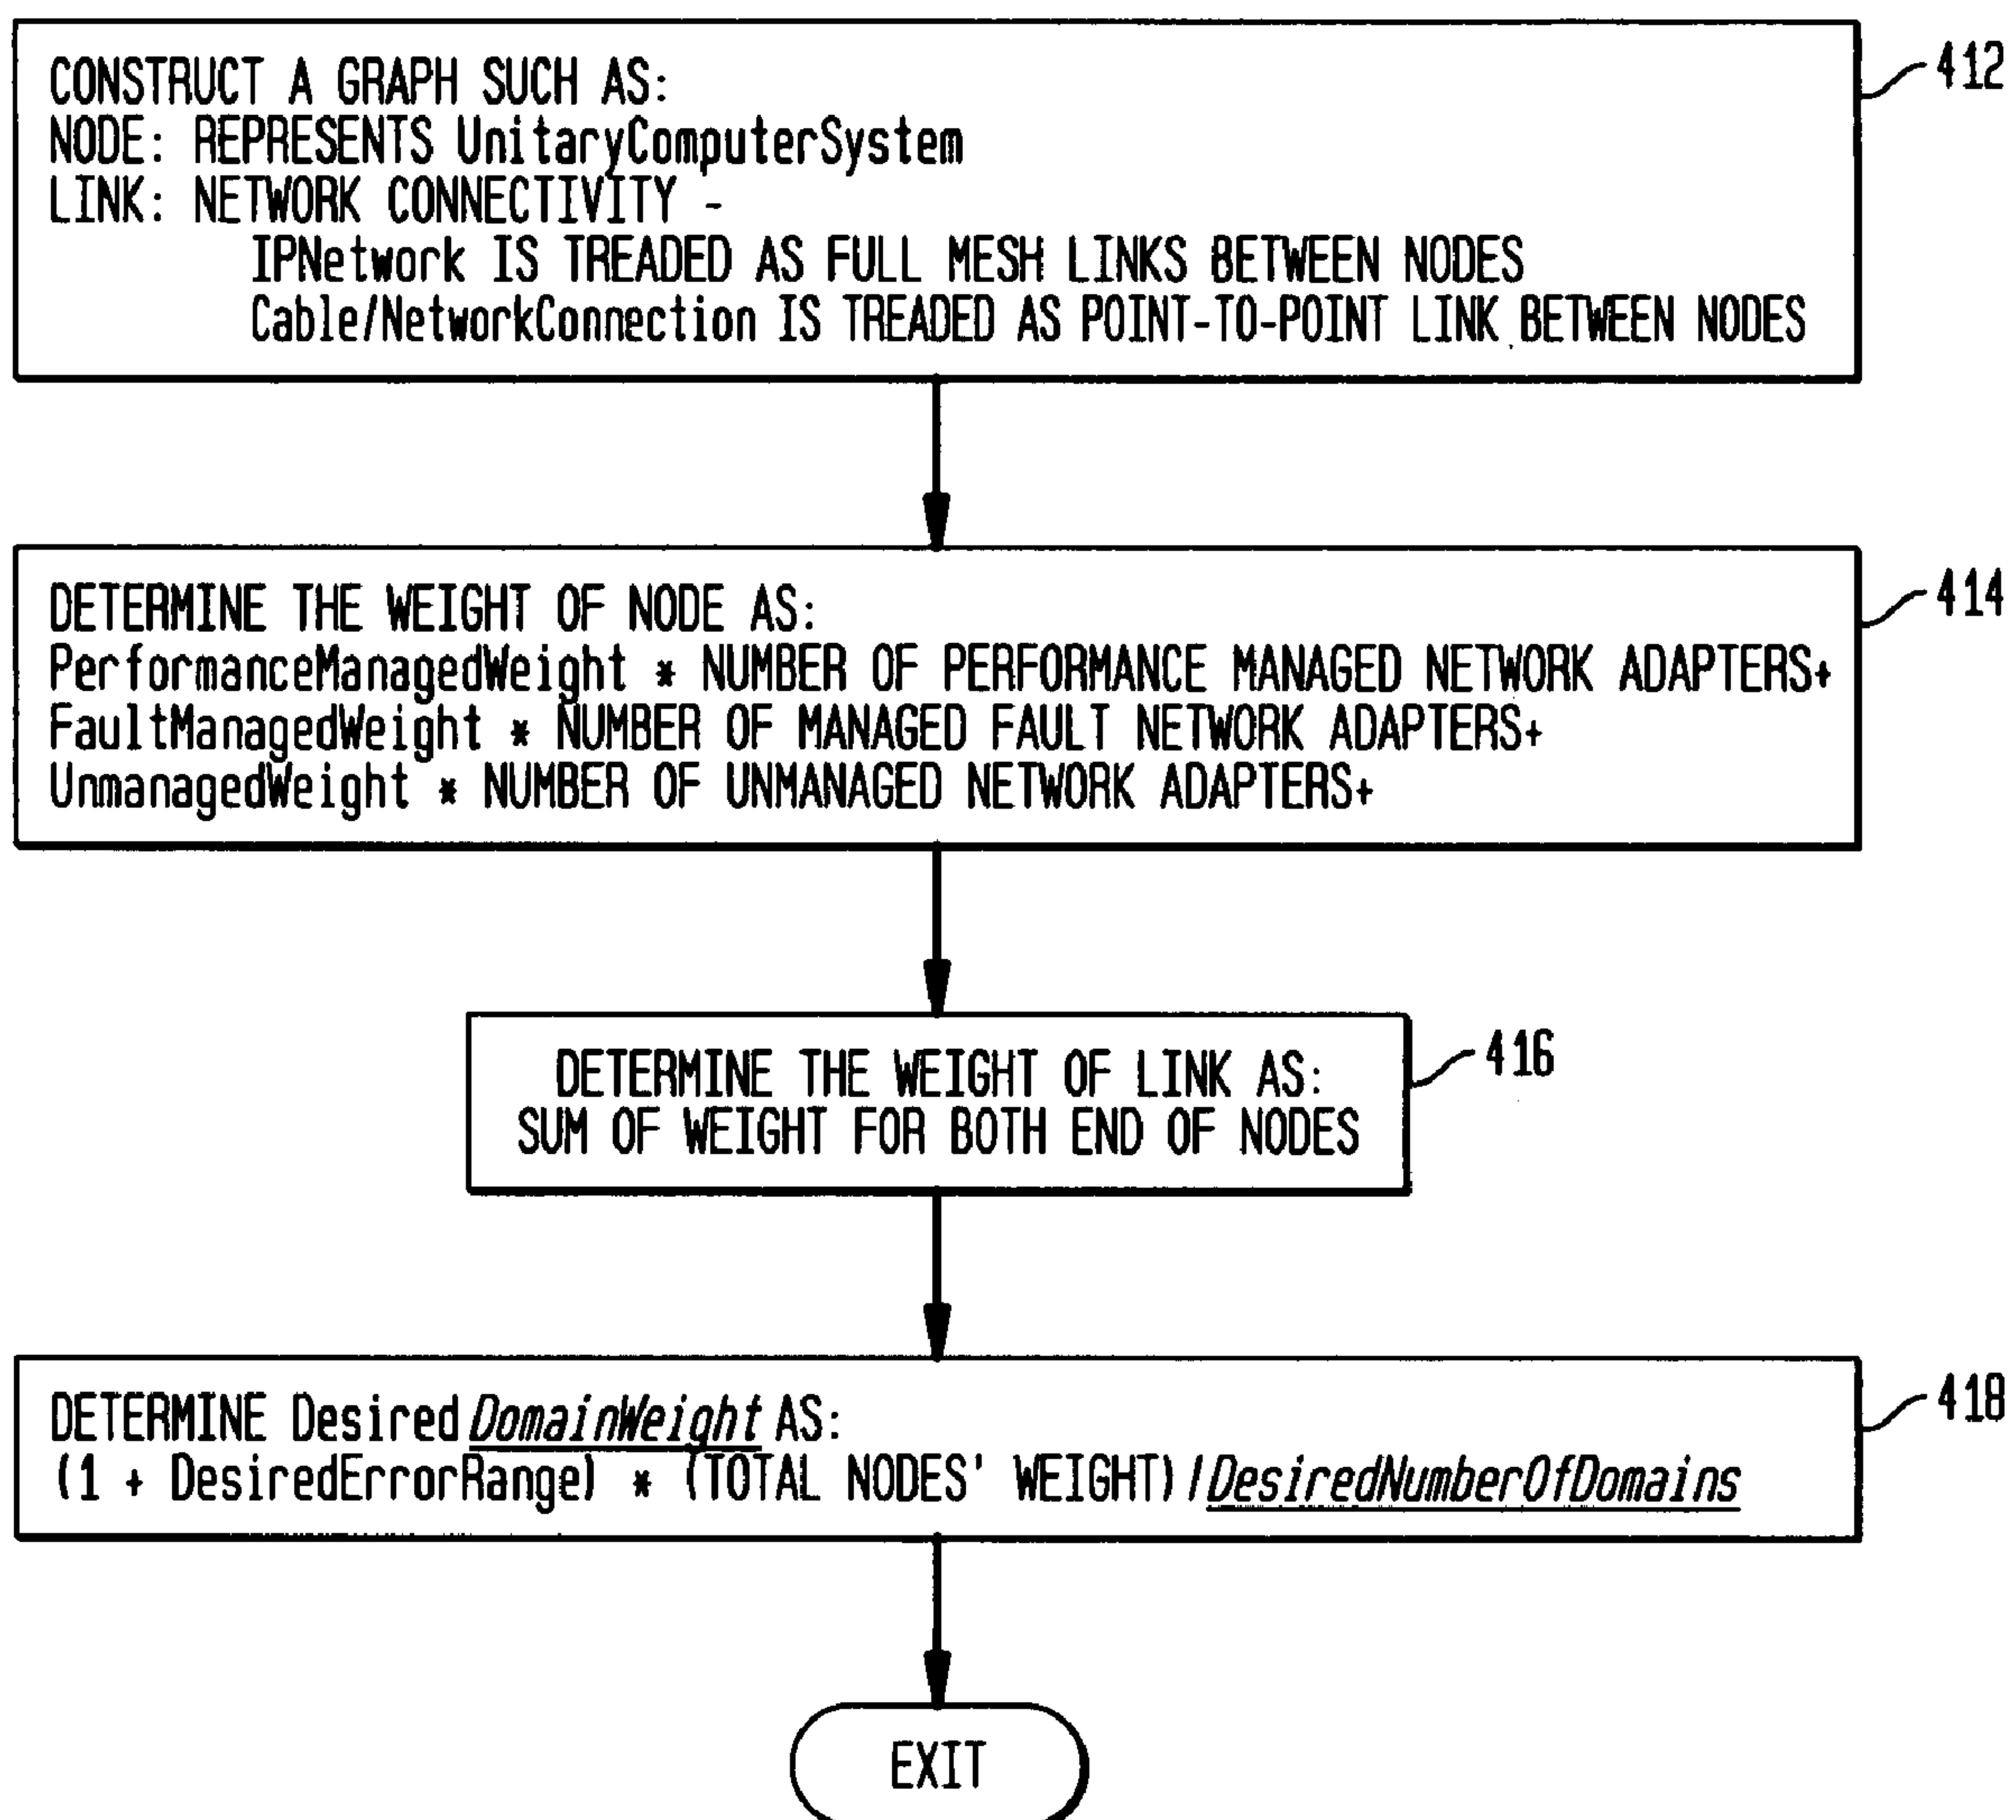 CONSTRUCT A GRAPH SUCH AS:
NODE: REPRESENTS UnitaryComputerSystem
LINK: NETWORK CONNECTIVITY -
IPNetwork IS TREADED AS FULL MESH LINKS BETWEEN NODES
Cable/NetworkConnection IS TREADED AS POINT-TO-POINT LINK BETWEEN NODES
412
DETERMINE THE WEIGHT OF NODE AS:
PerformanceManagedWeight * NUMBER OF PERFORMANCE MANAGED NETWORK ADAPTERS+
FaultManagedWeight * NUMBER OF MANAGED FAULT NETWORK ADAPTERS+
UnmanagedWeight * NUMBER OF UNMANAGED NETWORK ADAPTERS+
414
DETERMINE THE WEIGHT OF LINK AS:
SUM OF WEIGHT FOR BOTH END OF NODES
416
DETERMINE Desired DomainWeight AS:
(1 + DesiredErrorRange) * (TOTAL NODES' WEIGHT) / DesiredNumberOfDomains
418
EXIT